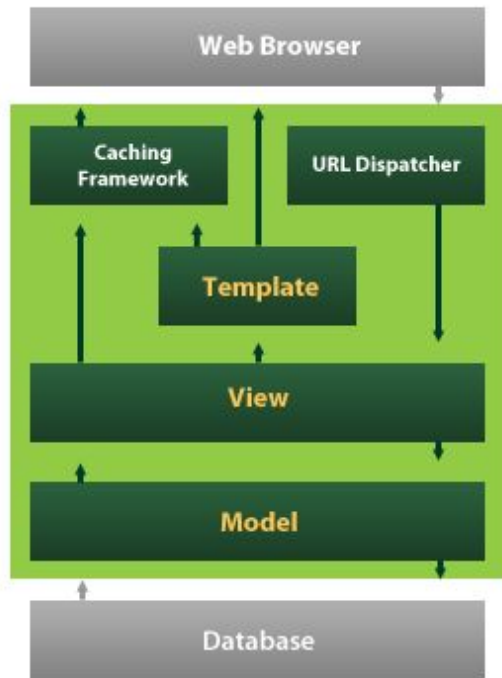 Web Browser
Caching
Framework
URL Dispatcher
Template
View
Model
Database